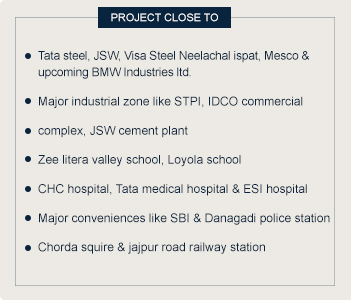 PROJECT CLOSE TO
Tata steel, JSW, Visa Steel Neelachal ispat, Mesco &
upcoming BMW Industries ltd.
Major industrial zone like STPI, IDCO commercial
complex, JSW cement plant
Zee litera valley school, Loyola school
CHC hospital, Tata medical hospital & ESI hospital
Major conveniences like SBI & Danagadi police station
Chorda squire & jajpur road railway station